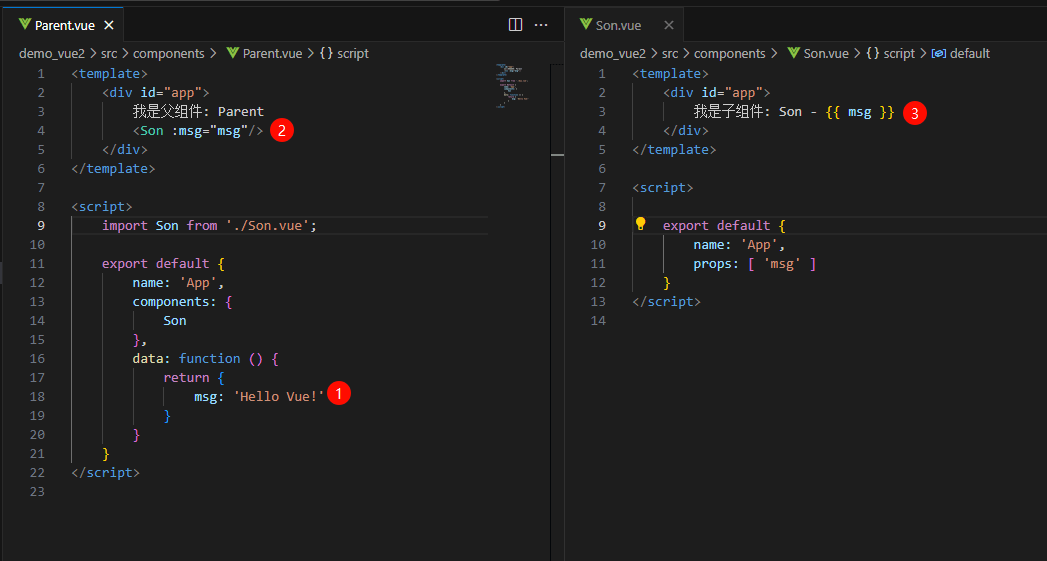 Parent.vue
demo_vue2 > src > components > Parent.vue > {} script
1 <template>
2 <div id="app">
3 我是父组件: Parent
4 <Son :msg="msg"/> 2
5 </div>
6 </template>
7
8 <script>
9 import Son from './Son.vue';
10
11 export default {
12 name: 'App',
13 components: {
14 Son
15 },
16 data: function () {
17 return {
18 msg: 'Hello Vue!' 1
19 }
20 }
21 }
22 </script>
23
Son.vue
demo_vue2 > src > components > Son.vue > {} script > default
1 <template>
2 <div id="app">
3 我是子组件: Son - {{ msg }} 3
4 </div>
5 </template>
6
7 <script>
8
9 export default {
10 name: 'App',
11 props: [ 'msg' ]
12 }
13 </script>
14